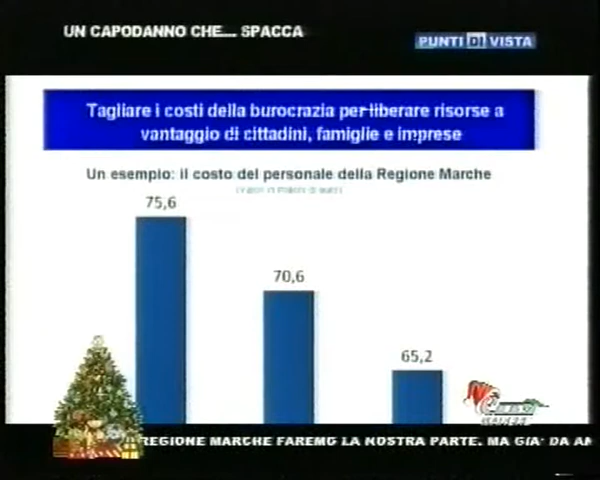 UN CAPODANNO CHE... SPACCA
PUNTI DI VISTA
Tagliare i costi della burocrazia per liberare risorse a
vantaggio di cittadini, famiglie e imprese
Un esempio: il costo del personale della Regione Marche
75,6
70,6
65,2
REGIONE MARCHE FAREMO LA NOSTRA PARTE. MA GIA' DA AN